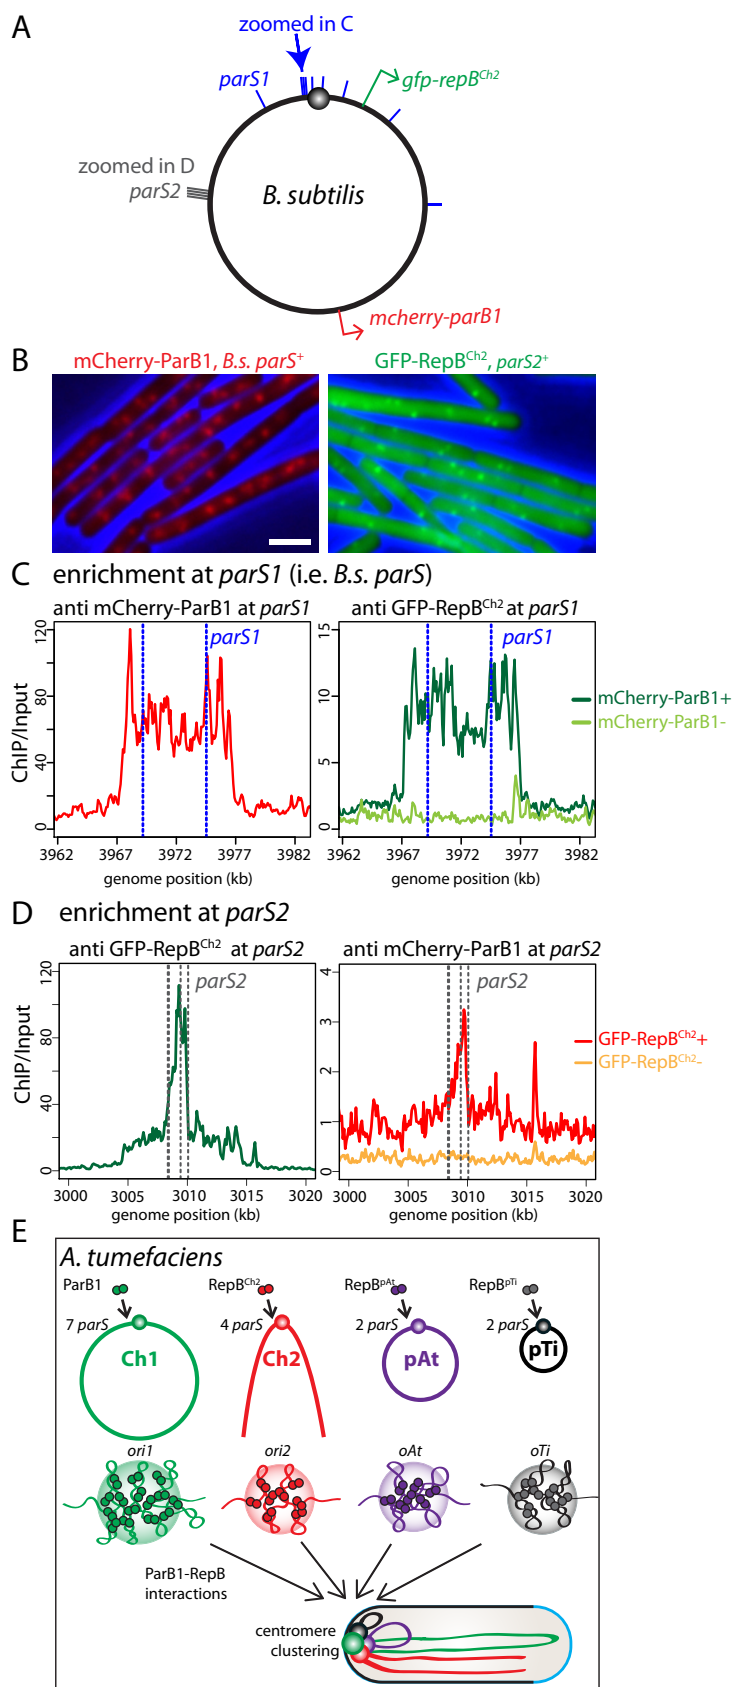 A
zoomed in C
parS1
gfp-repB^Ch2
zoomed in D
parS2
B. subtilis
mcherry-parB1
B
mCherry-ParB1, B.s. parS+
GFP-RepB^Ch2, parS2+
C enrichment at parS1 (i.e. B.s. parS)
anti mCherry-ParB1 at parS1
anti GFP-RepB^Ch2 at parS1
120
80
40
0
ChIP/Input
parS1
3962 3967 3972 3977 3982
genome position (kb)
15
10
5
0
parS1
3962 3967 3972 3977 3982
genome position (kb)
mCherry-ParB1+
mCherry-ParB1-
D enrichment at parS2
anti GFP-RepB^Ch2 at parS2
anti mCherry-ParB1 at parS2
120
80
40
0
ChIP/Input
parS2
3000 3005 3010 3015 3020
genome position (kb)
4
3
2
1
0
parS2
3000 3005 3010 3015 3020
genome position (kb)
GFP-RepB^Ch2+
GFP-RepB^Ch2-
E
A. tumefaciens
ParB1
RepB^Ch2
RepB^pAt
RepB^pTi
7 parS
4 parS
2 parS
2 parS
Ch1
Ch2
pAt
pTi
ori1
ori2
oAt
oTi
ParB1-RepB
interactions
centromere
clustering